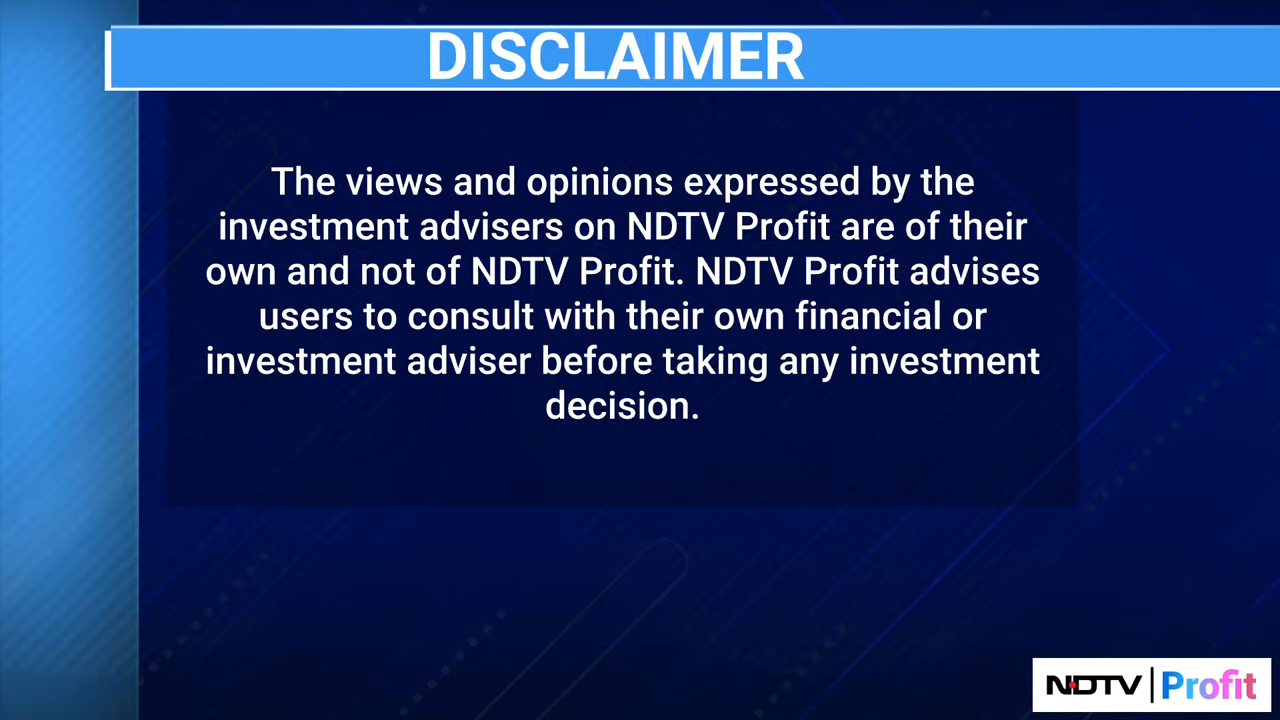 DISCLAIMER
The views and opinions expressed by the
investment advisers on NDTV Profit are of their
own and not of NDTV Profit. NDTV Profit advises
users to consult with their own financial or
investment adviser before taking any investment
decision.
NDTV | Profit